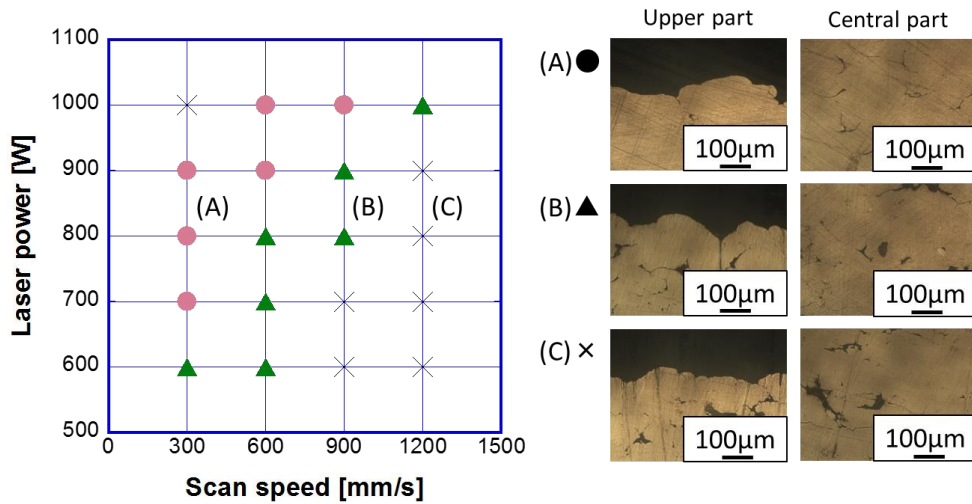 Laser power [W]
1100
1000
900
800
700
600
500
0
300
600
900
1200
1500
Scan speed [mm/s]
(A)
(B)
(C)
Upper part
Central part
(A)
100μm
100μm
(B)
100μm
100μm
(C)
100μm
100μm